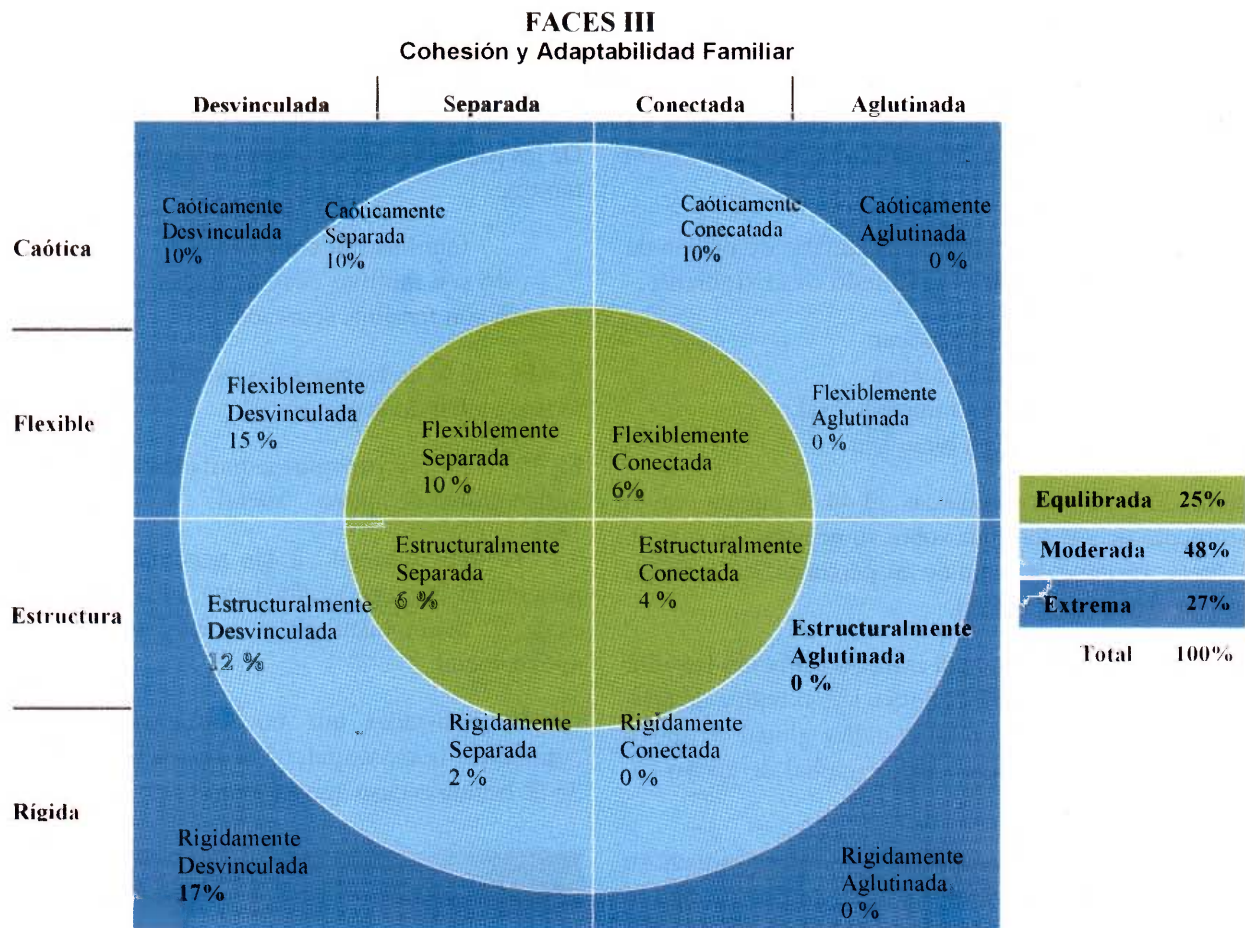 FACES III
Cohesión y Adaptabilidad Familiar
Desvinculada Separada Conectada Aglutinada
Caótica
Caóticamente
Desvinculada
10%
Caóticamente
Separada
10%
Caóticamente
Conecatada
10%
Caóticamente
Aglutinada
0 %
Flexible
Flexiblemente
Desvinculada
15 %
Flexiblemente
Separada
10 %
Flexiblemente
Conectada
6%
Flexiblemente
Aglutinada
0 %
Estructura
Estructuralmente
Desvinculada
12 %
Estructuralmente
Separada
6 %
Estructuralmente
Conectada
4 %
Estructuralmente
Aglutinada
0 %
Rígida
Rigidamente
Desvinculada
17%
Rigidamente
Separada
2 %
Rigidamente
Conectada
0 %
Rigidamente
Aglutinada
0 %
Equlibrada 25%
Moderada 48%
Extrema 27%
Total 100%